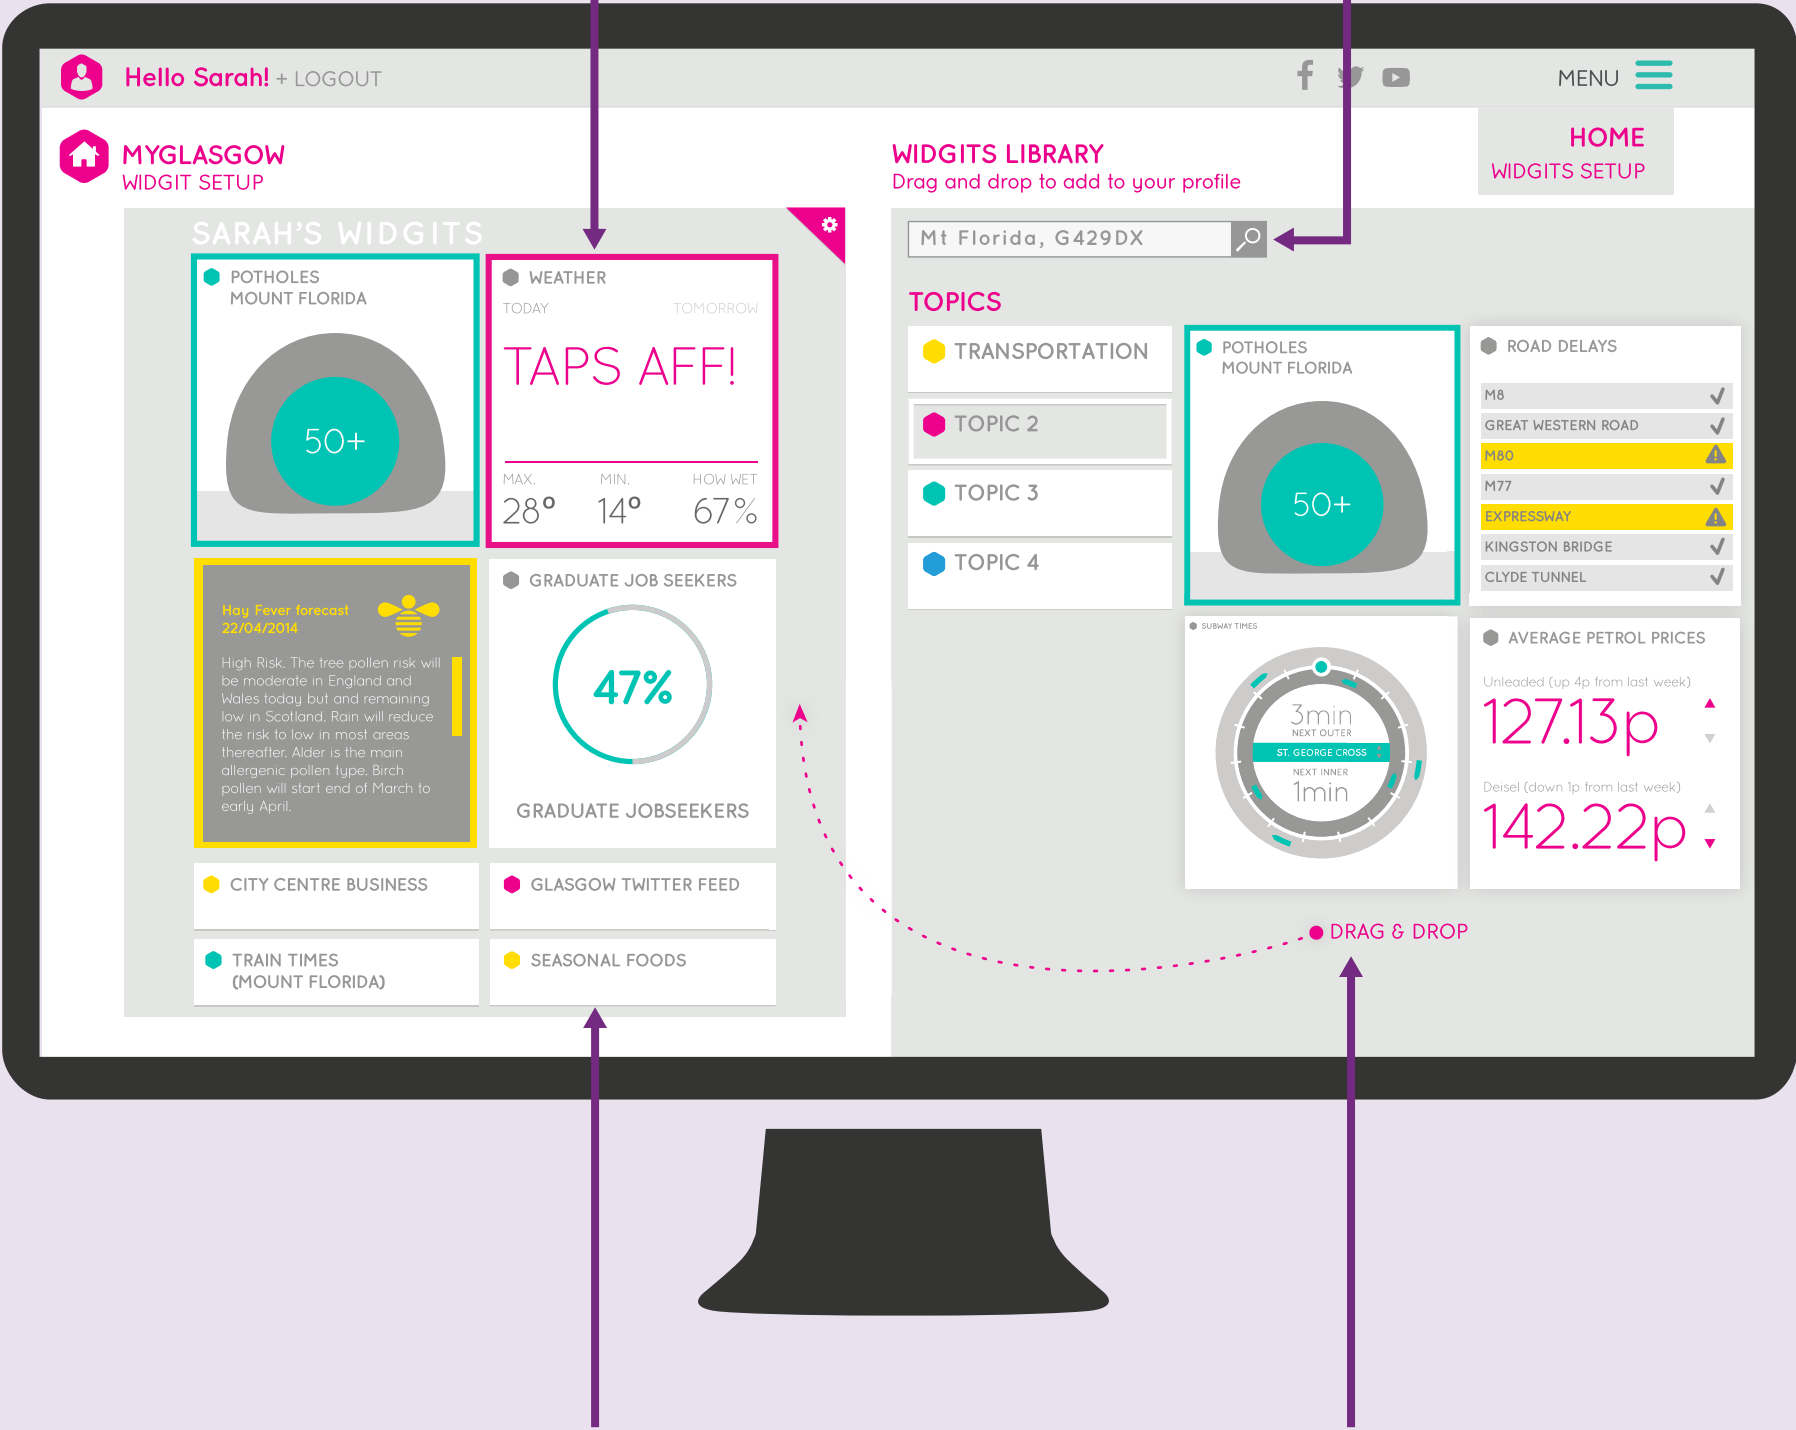 Hello Sarah! + LOGOUT
MENU
HOME
WIDGITS SETUP
MYGLASGOW
WIDGIT SETUP
SARAH'S WIDGITS
POTHOLES
MOUNT FLORIDA
50+
WEATHER
TODAY TOMORROW
TAPS AFF!
MAX. MIN. HOW WET
28° 14° 67%
Hay Fever forecast
22/04/2014
High Risk. The tree pollen risk will
be moderate in England and
Wales today but and remaining
low in Scotland. Rain will reduce
the risk to low in most areas
thereafter. Alder is the main
allergenic pollen type. Birch
pollen will start end of March to
early April.
GRADUATE JOB SEEKERS
47%
GRADUATE JOBSEEKERS
CITY CENTRE BUSINESS
GLASGOW TWITTER FEED
TRAIN TIMES
(MOUNT FLORIDA)
SEASONAL FOODS
WIDGITS LIBRARY
Drag and drop to add to your profile
Mt Florida, G429DX
TOPICS
TRANSPORTATION
TOPIC 2
TOPIC 3
TOPIC 4
POTHOLES
MOUNT FLORIDA
50+
ROAD DELAYS
M8
GREAT WESTERN ROAD
M80
M77
EXPRESSWAY
KINGSTON BRIDGE
CLYDE TUNNEL
SUBWAY TIMES
3min
NEXT OUTER
ST. GEORGE CROSS
NEXT INNER
1min
AVERAGE PETROL PRICES
Unleaded (up 4p from last week)
127.13p
Deisel (down 1p from last week)
142.22p
DRAG & DROP